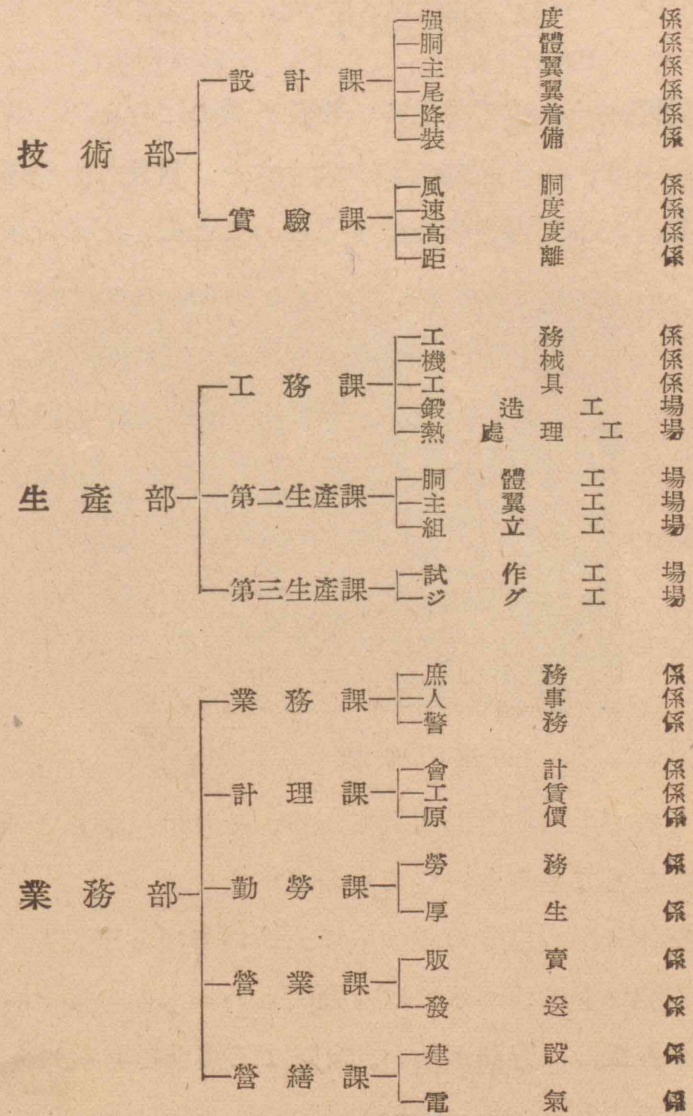 技術部
設計課
强度係
胴體係
主翼係
尾翼係
降着係
裝備係
實驗課
風胴係
速度係
高度係
距離係
生產部
工務課
工務係
機械係
工具係
鍛造工場
熱處理工場
第二生產課
胴體工場
主翼工場
組立工場
第三生產課
試作工場
ジグ工場
業務部
業務課
庶務係
人事係
警務係
計理課
會計係
工賃係
原價係
勤勞課
勞務係
厚生係
營業課
販賣係
發送係
營繕課
建設係
電氣係